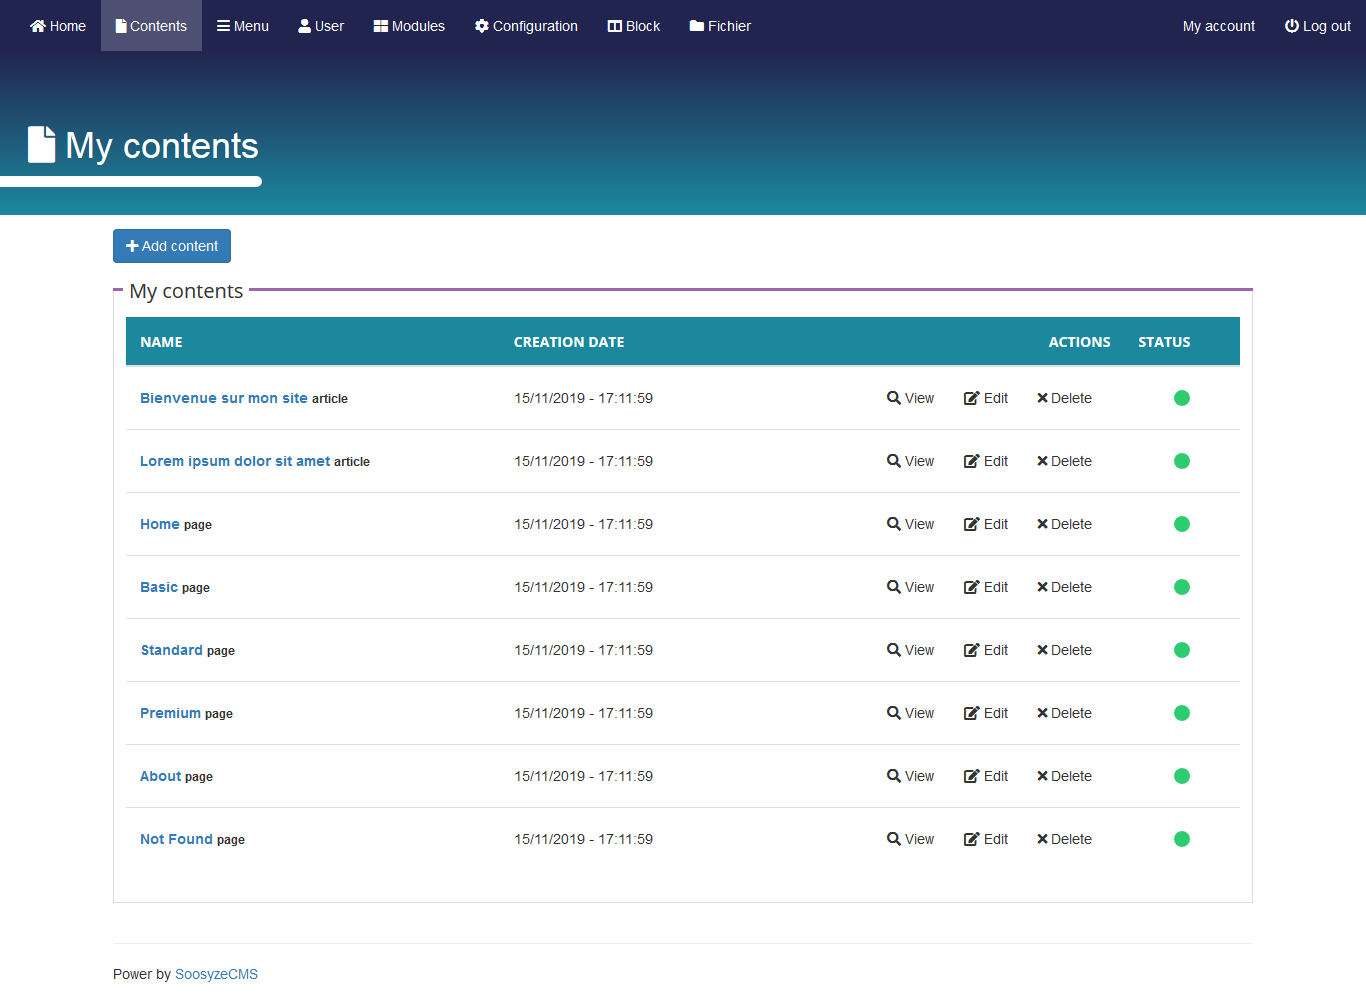 Home Contents Menu User Modules Configuration Block Fichier My account Log out
My contents
Add content
My contents
NAME CREATION DATE ACTIONS STATUS
Bienvenue sur mon site article 15/11/2019 - 17:11:59 View Edit Delete
Lorem ipsum dolor sit amet article 15/11/2019 - 17:11:59 View Edit Delete
Home page 15/11/2019 - 17:11:59 View Edit Delete
Basic page 15/11/2019 - 17:11:59 View Edit Delete
Standard page 15/11/2019 - 17:11:59 View Edit Delete
Premium page 15/11/2019 - 17:11:59 View Edit Delete
About page 15/11/2019 - 17:11:59 View Edit Delete
Not Found page 15/11/2019 - 17:11:59 View Edit Delete
Power by SoosyzeCMS